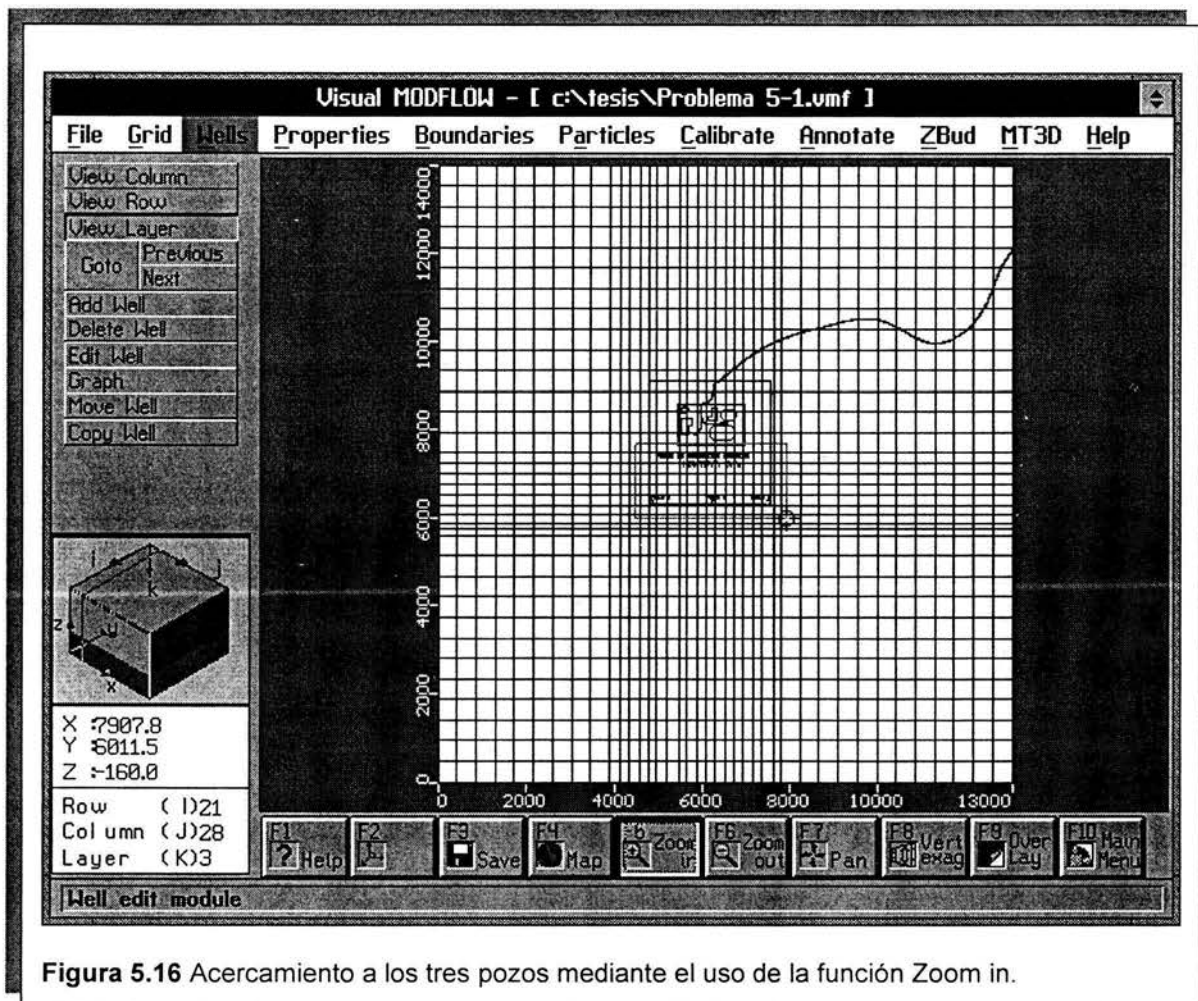 Visual MODFLOW - [ c:\tesis\Problema 5-1.vmf ]
File Grid Wells Properties Boundaries Particles Calibrate Annotate ZBud MT3D Help
View Column
View Row
View Layer
Goto
Previous
Next
Add Well
Delete Well
Edit Well
Graph
Move Well
Copy Well
14000
12000
10000
8000
6000
4000
2000
0
0 2000 4000 6000 8000 10000 13000
I
J
K
z
y
x
X :7907.8
Y :6011.5
Z :-160.0
Row ( I)21
Column (J)28
Layer (K)3
F1 ? Help
F2
F3 Save
F4 Map
Zoom in
F6 Zoom out
F7 Pan
F8 Vert exag
F9 Over Lay
F10 Main Menu
Well edit module
Figura 5.16 Acercamiento a los tres pozos mediante el uso de la función Zoom in.